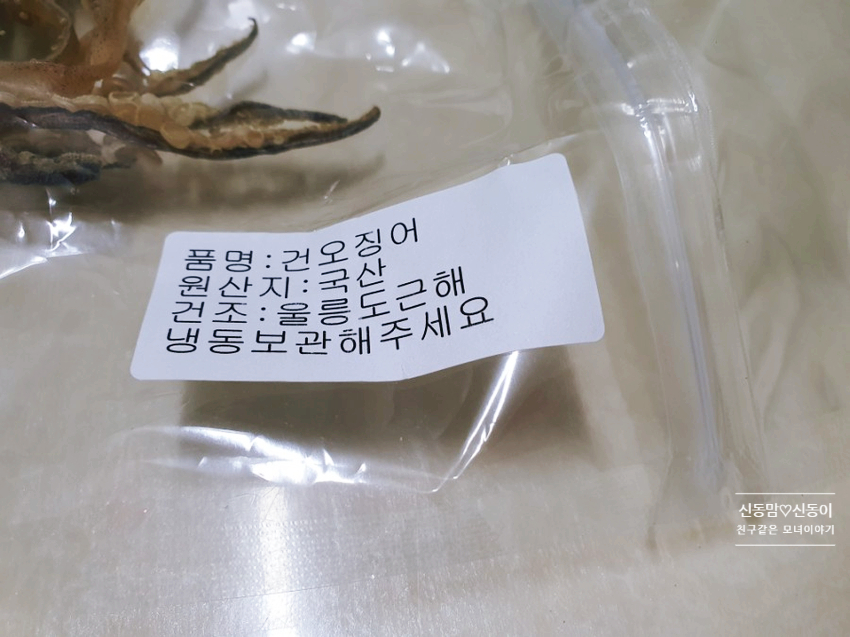 품명:건오징어
원산지:국산
건조:울릉도근해
냉동보관해주세요
신동맘♡신동이
친구같은 모녀이야기